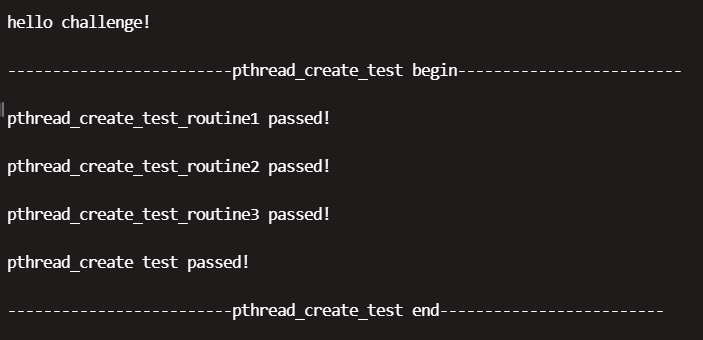 hello challenge!
-------------------------pthread_create_test begin-------------------------
pthread_create_test_routine1 passed!
pthread_create_test_routine2 passed!
pthread_create_test_routine3 passed!
pthread_create test passed!
-------------------------pthread_create_test end-------------------------